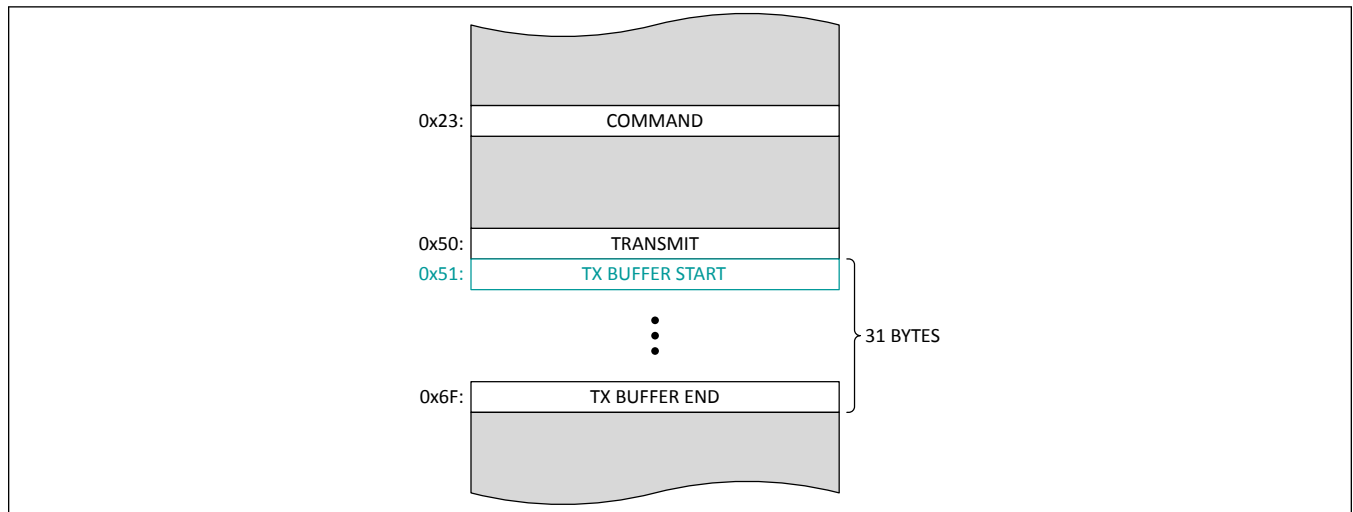 0x23: COMMAND
0x50: TRANSMIT
0x51: TX BUFFER START
31 BYTES
0x6F: TX BUFFER END